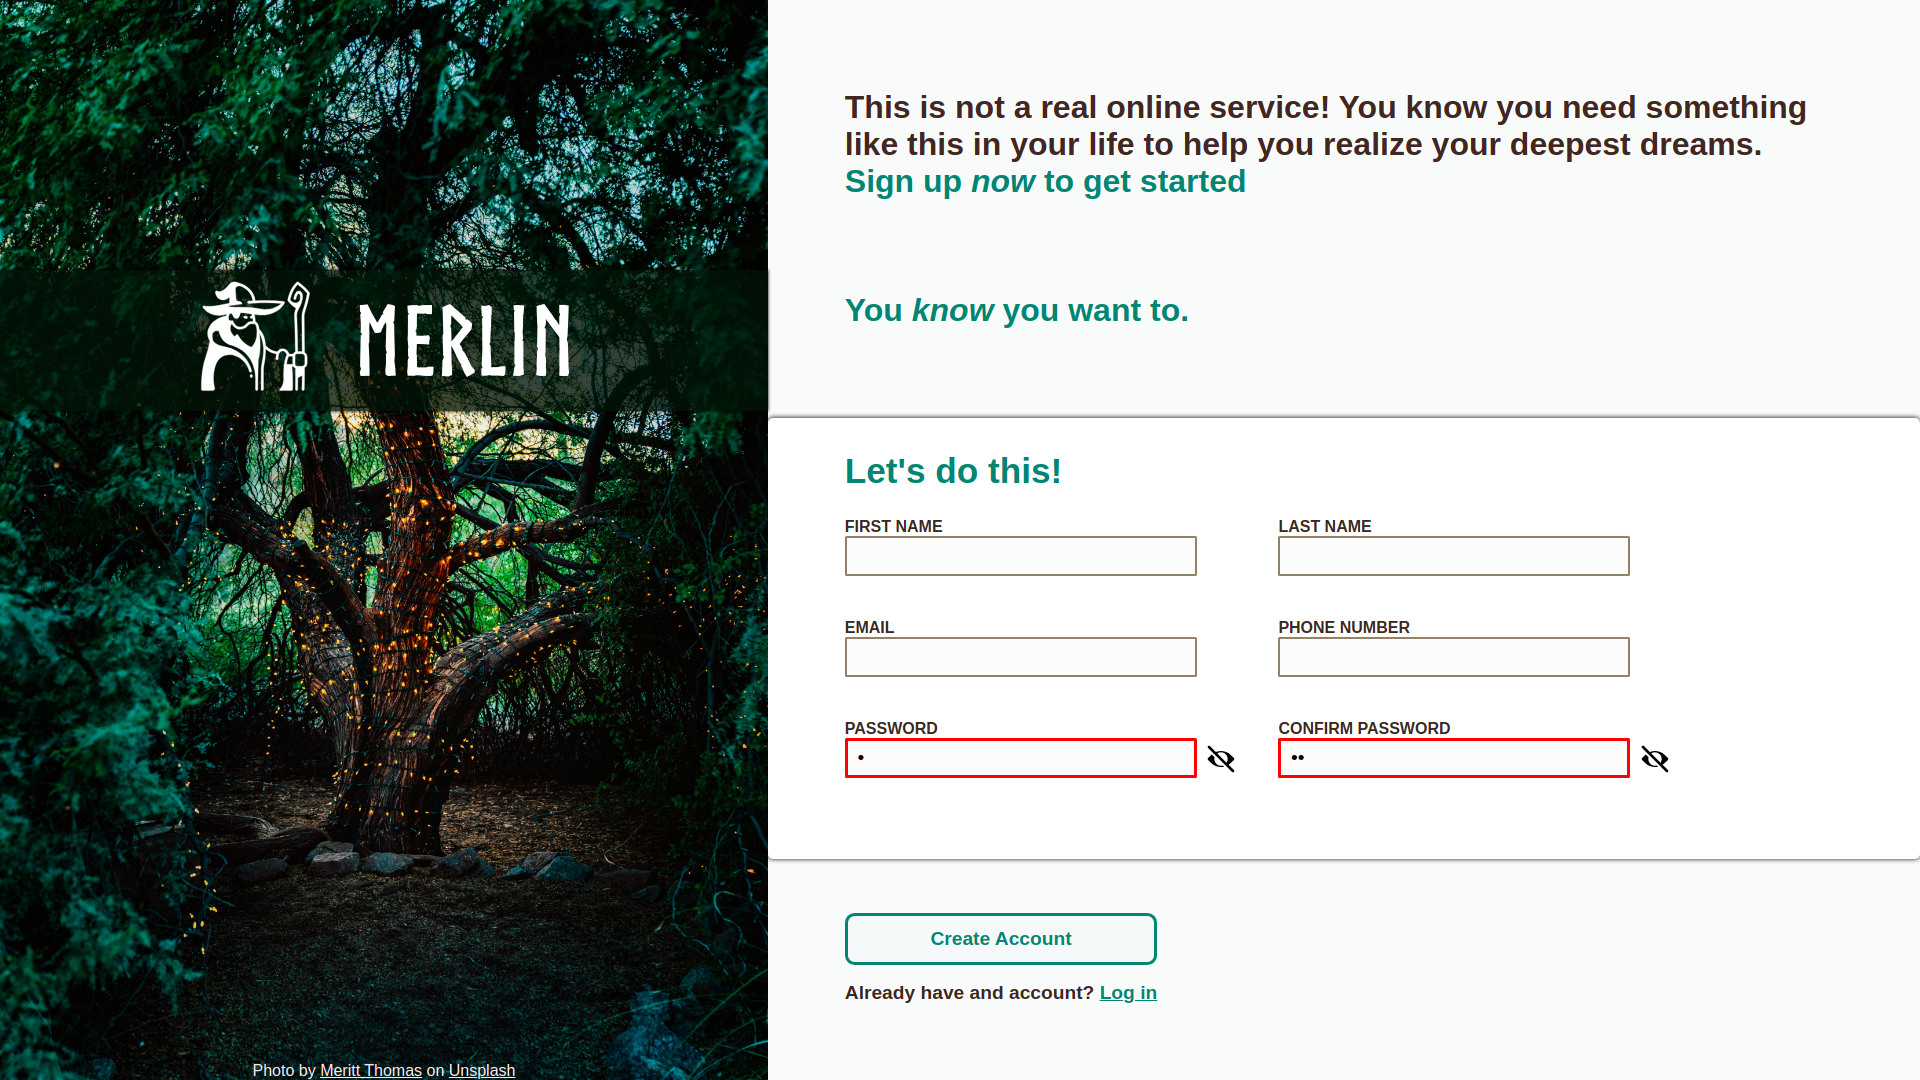 MERLIN
Photo by Meritt Thomas on Unsplash
This is not a real online service! You know you need something
like this in your life to help you realize your deepest dreams.
Sign up now to get started
You know you want to.
Let's do this!
FIRST NAME
LAST NAME
EMAIL
PHONE NUMBER
PASSWORD
CONFIRM PASSWORD
•
••
Create Account
Already have and account? Log in